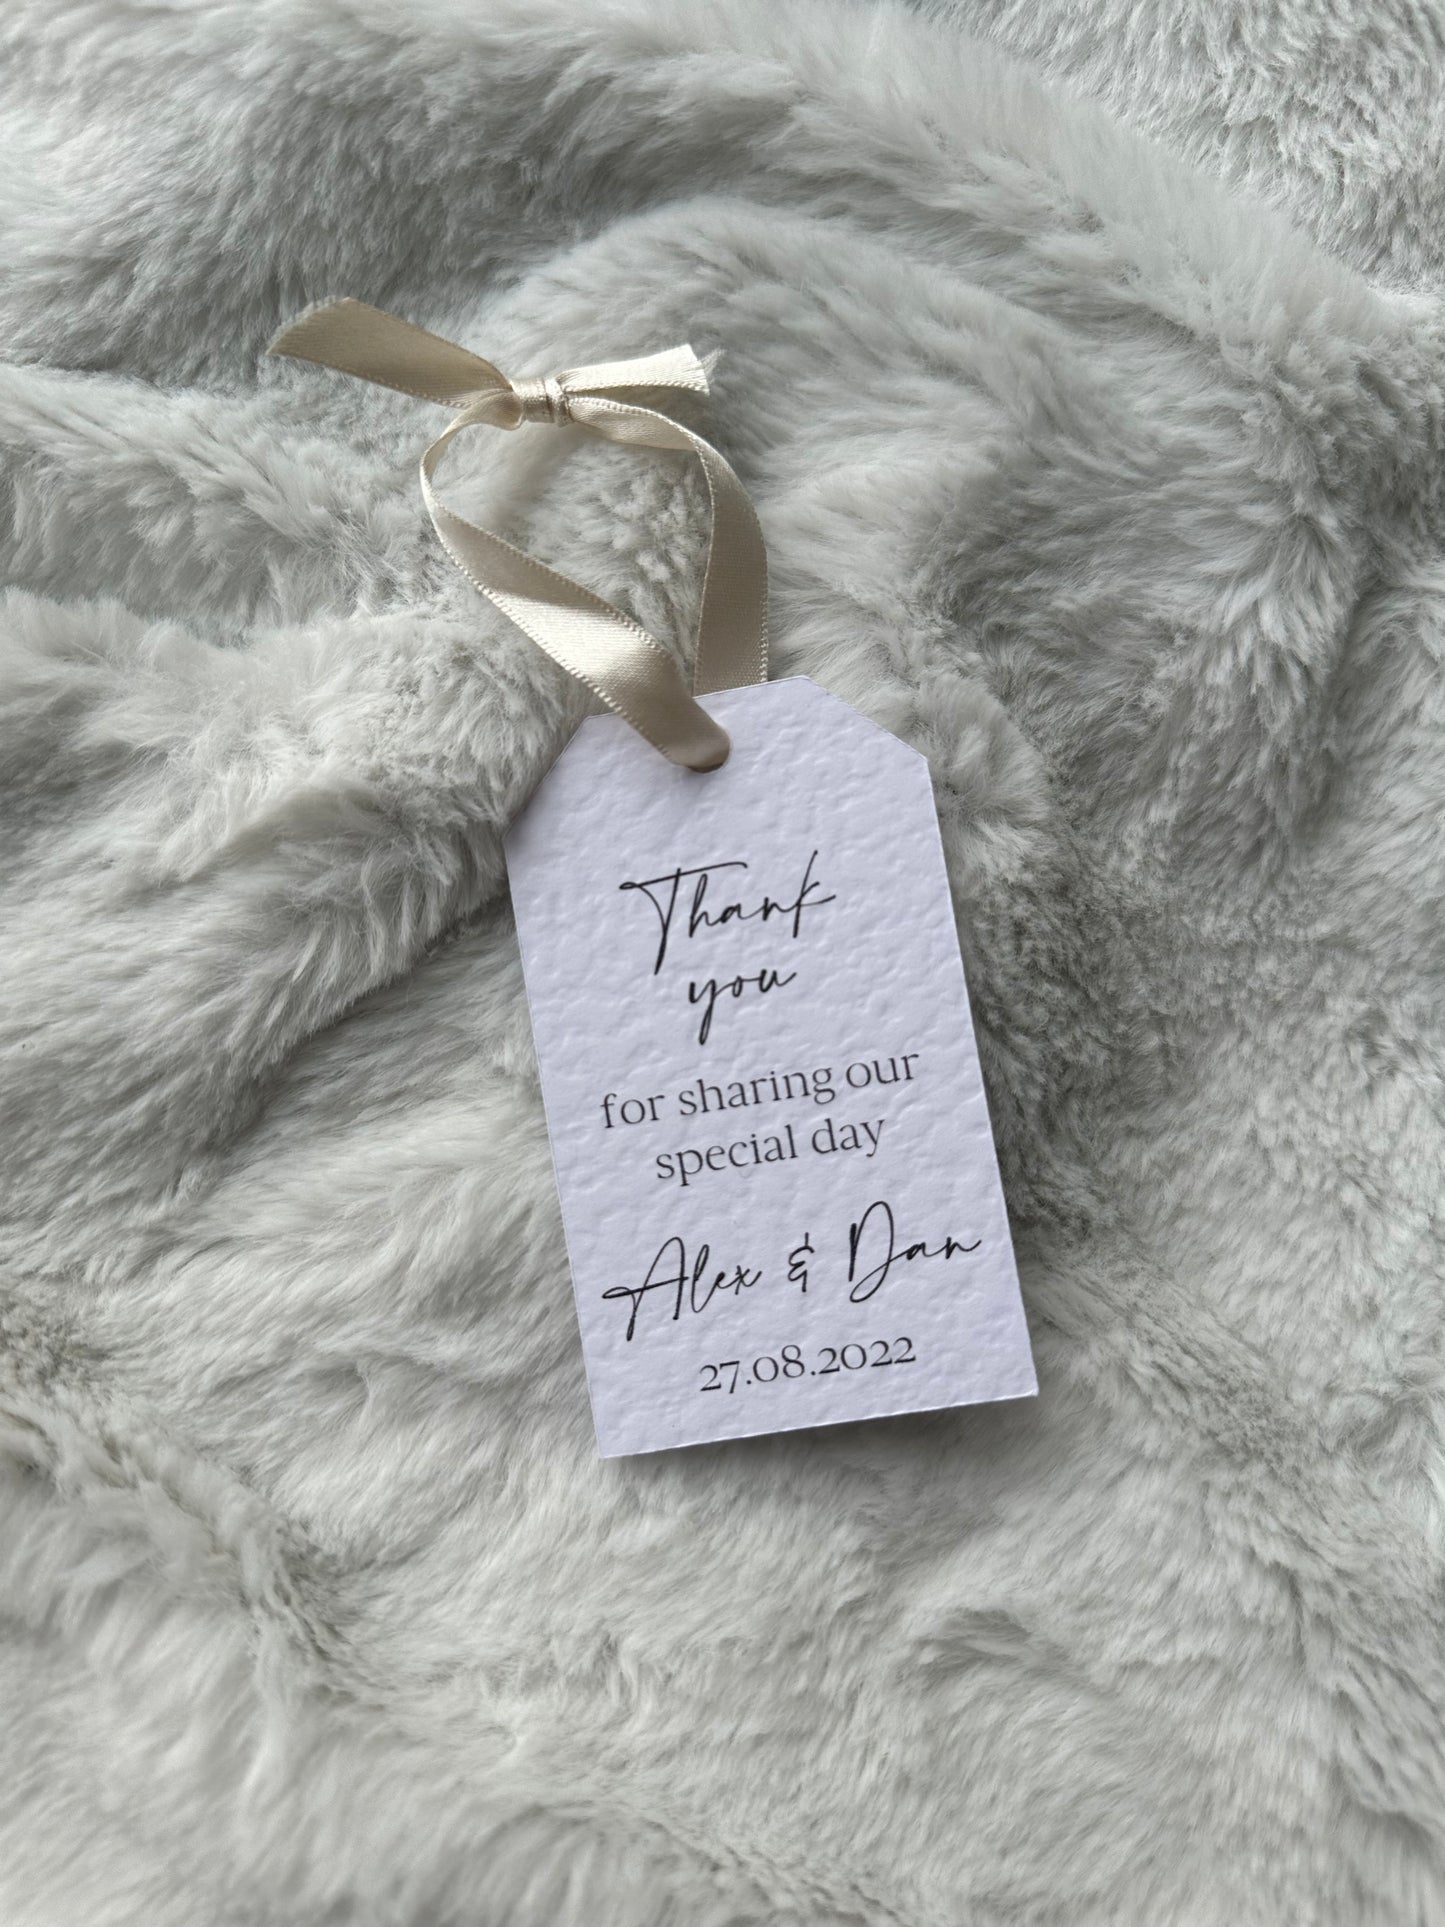 Thank
you
for sharing our
special day
Alex & Dan
27.08.2022